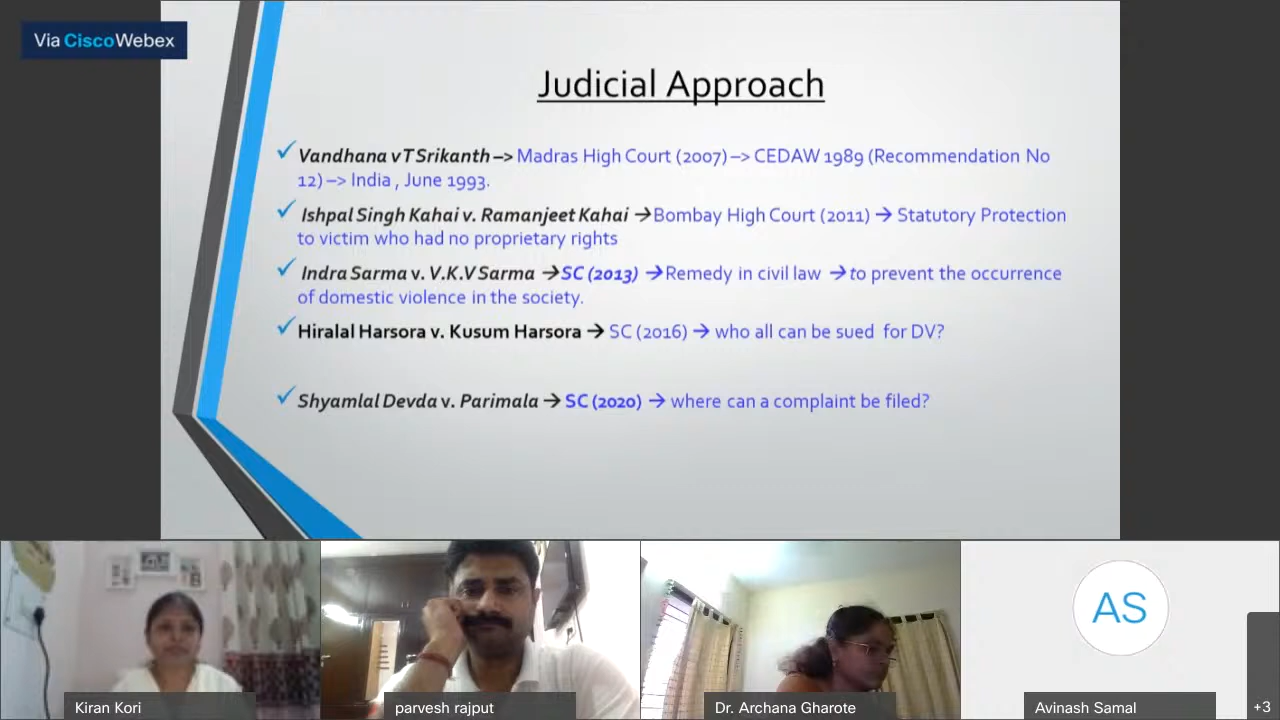 Via CiscoWebex
Judicial Approach
Vandhana v T Srikanth –> Madras High Court (2007) –> CEDAW 1989 (Recommendation No
12) –> India , June 1993.
Ishpal Singh Kahai v. Ramanjeet Kahai → Bombay High Court (2011) → Statutory Protection
to victim who had no proprietary rights
Indra Sarma v. V.K.V Sarma → SC (2013) → Remedy in civil law → to prevent the occurrence
of domestic violence in the society.
Hiralal Harsora v. Kusum Harsora → SC (2016) → who all can be sued for DV?
Shyamlal Devda v. Parimala → SC (2020) → where can a complaint be filed?
AS
Kiran Kori
parvesh rajput
Dr. Archana Gharote
Avinash Samal
+3